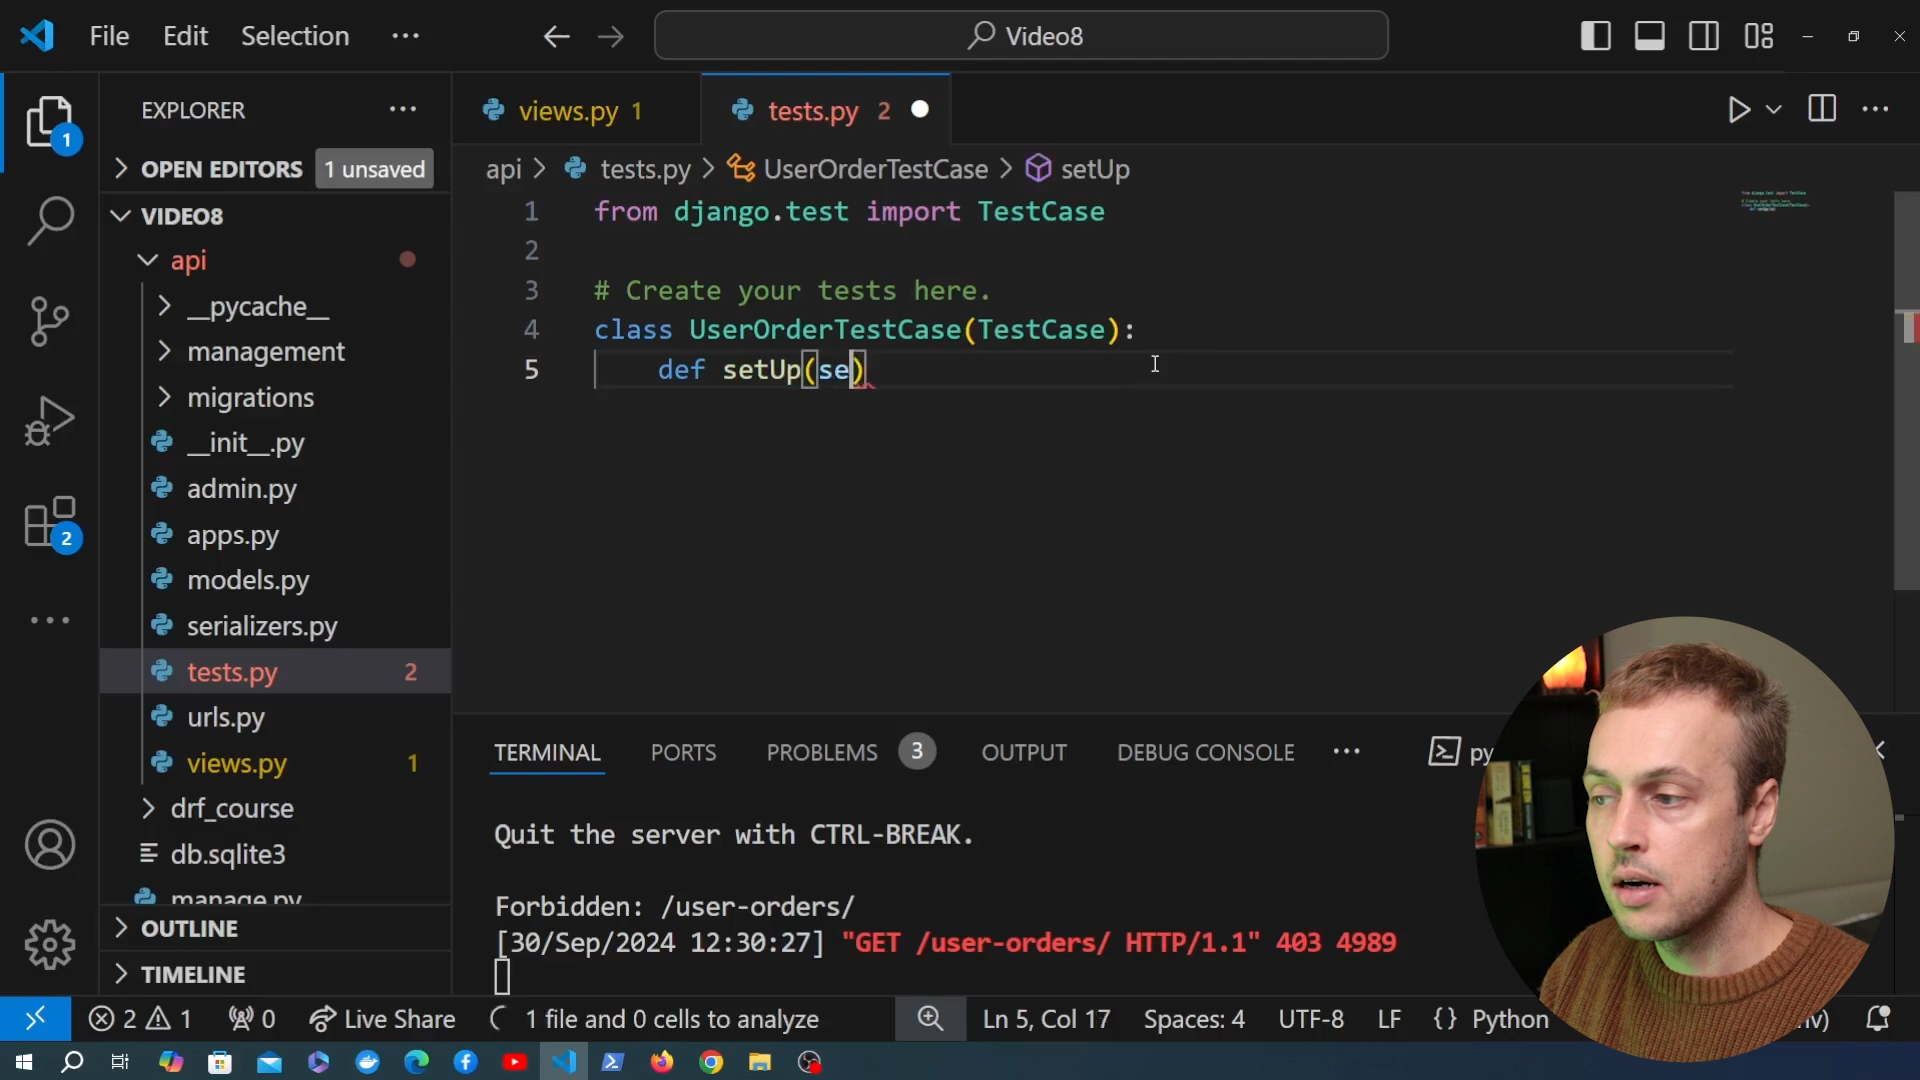 File Edit Selection ···
Video8
EXPLORER ···
OPEN EDITORS 1 unsaved
VIDEO8
api
__pycache__
management
migrations
__init__.py
admin.py
apps.py
models.py
serializers.py
tests.py 2
urls.py
views.py 1
drf_course
db.sqlite3
manage.py
OUTLINE
TIMELINE
1
2
views.py 1
tests.py 2
api > tests.py > UserOrderTestCase > setUp
1 from django.test import TestCase
2
3 # Create your tests here.
4 class UserOrderTestCase(TestCase):
5 def setUp(se)
TERMINAL PORTS PROBLEMS 3 OUTPUT DEBUG CONSOLE ··· py
Quit the server with CTRL-BREAK.
Forbidden: /user-orders/
[30/Sep/2024 12:30:27] "GET /user-orders/ HTTP/1.1" 403 4989
2 1 0 Live Share 1 file and 0 cells to analyze Ln 5, Col 17 Spaces: 4 UTF-8 LF {} Python